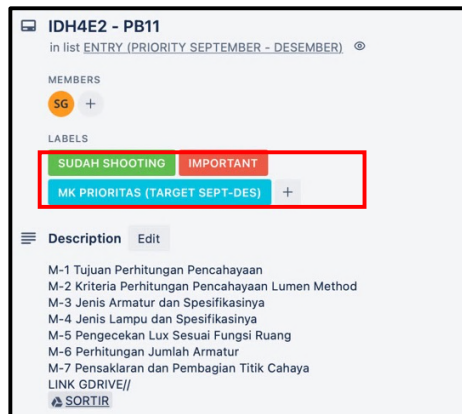 IDH4E2 - PB11
in list ENTRY (PRIORITY SEPTEMBER - DESEMBER)
MEMBERS
SG +
LABELS
SUDAH SHOOTING IMPORTANT
MK PRIORITAS (TARGET SEPT-DES) +
Description Edit
M-1 Tujuan Perhitungan Pencahayaan
M-2 Kriteria Perhitungan Pencahayaan Lumen Method
M-3 Jenis Armatur dan Spesifikasinya
M-4 Jenis Lampu dan Spesifikasinya
M-5 Pengecekan Lux Sesuai Fungsi Ruang
M-6 Perhitungan Jumlah Armatur
M-7 Pensaklaran dan Pembagian Titik Cahaya
LINK GDRIVE//
SORTIR